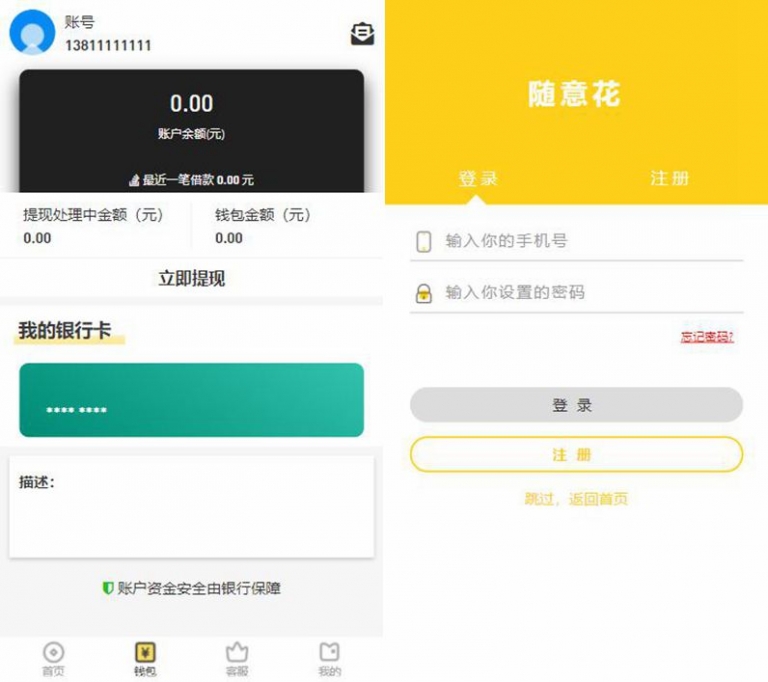 账号
13811111111
0.00
账户余额(元)
最近一笔借款 0.00 元
提现处理中金额（元）
钱包金额（元）
0.00
0.00
立即提现
我的银行卡
**** ****
描述：
账户资金安全由银行保障
首页
钱包
客服
我的
随意花
登录
注册
输入你的手机号
输入你设置的密码
忘记密码?
登 录
注 册
跳过，返回首页